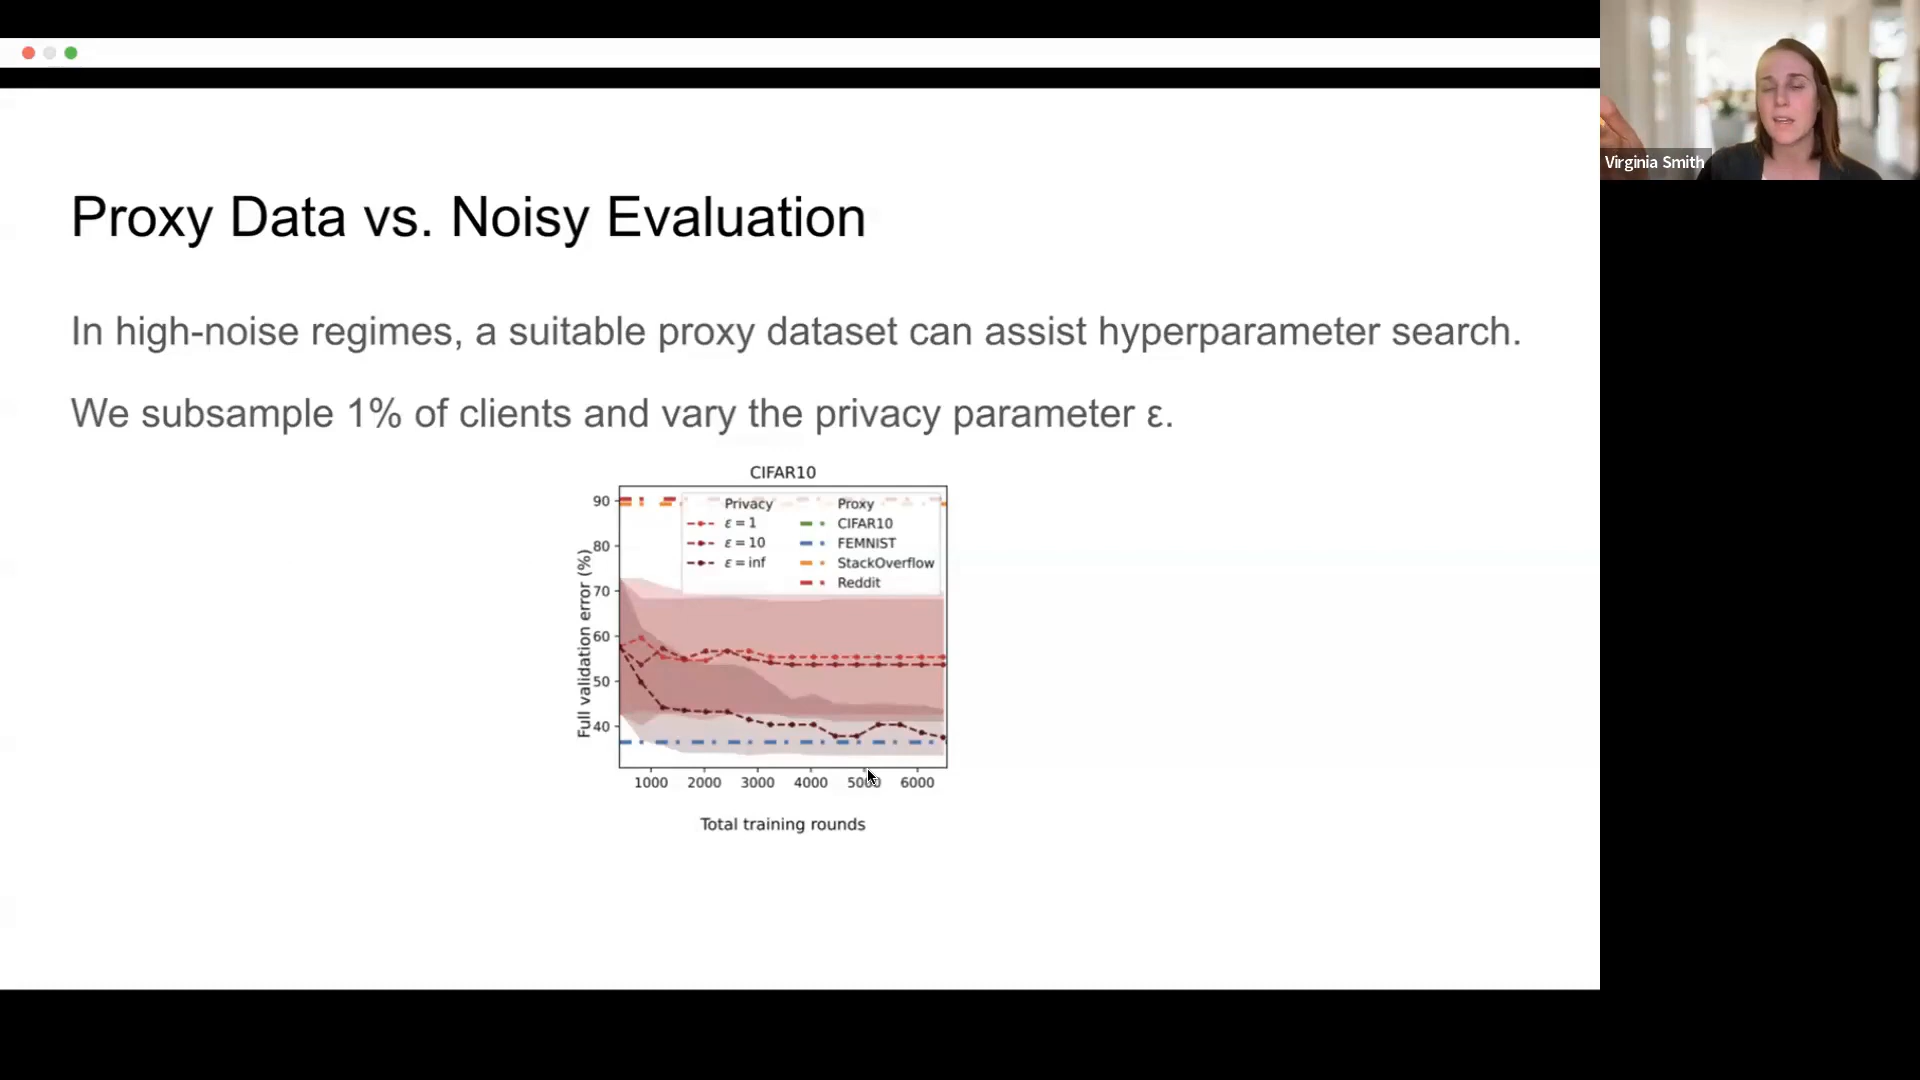 Virginia Smith
Proxy Data vs. Noisy Evaluation
In high-noise regimes, a suitable proxy dataset can assist hyperparameter search.
We subsample 1% of clients and vary the privacy parameter ε.
CIFAR10
Full validation error (%)
90
80
70
60
50
40
Privacy
ε = 1
ε = 10
ε = inf
Proxy
CIFAR10
FEMNIST
StackOverflow
Reddit
1000 2000 3000 4000 5000 6000
Total training rounds